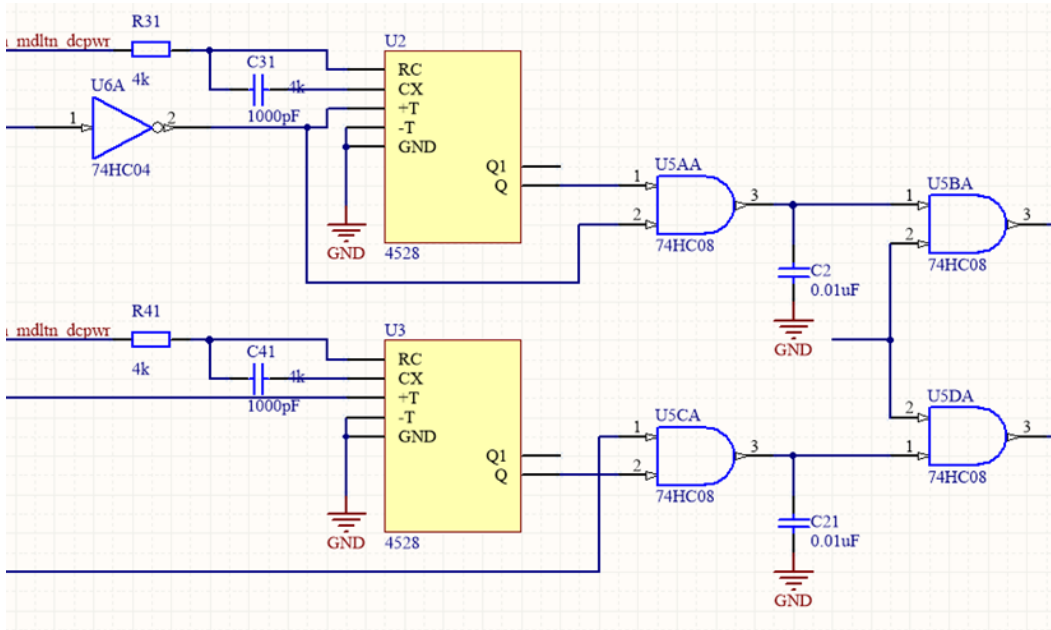 R31
mdltn_dcpwr
4k
C31
4k
1000pF
U6A
1
2
74HC04
U2
RC
CX
+T
-T
GND
Q1
Q
4528
GND
U5AA
1
2
3
74HC08
C2
0.01uF
GND
U5BA
1
2
3
74HC08
R41
mdltn_dcpwr
4k
C41
4k
1000pF
U3
RC
CX
+T
-T
GND
Q1
Q
4528
GND
U5CA
1
2
3
74HC08
C21
0.01uF
GND
U5DA
2
1
3
74HC08